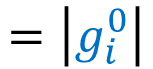 = |g_i^0|